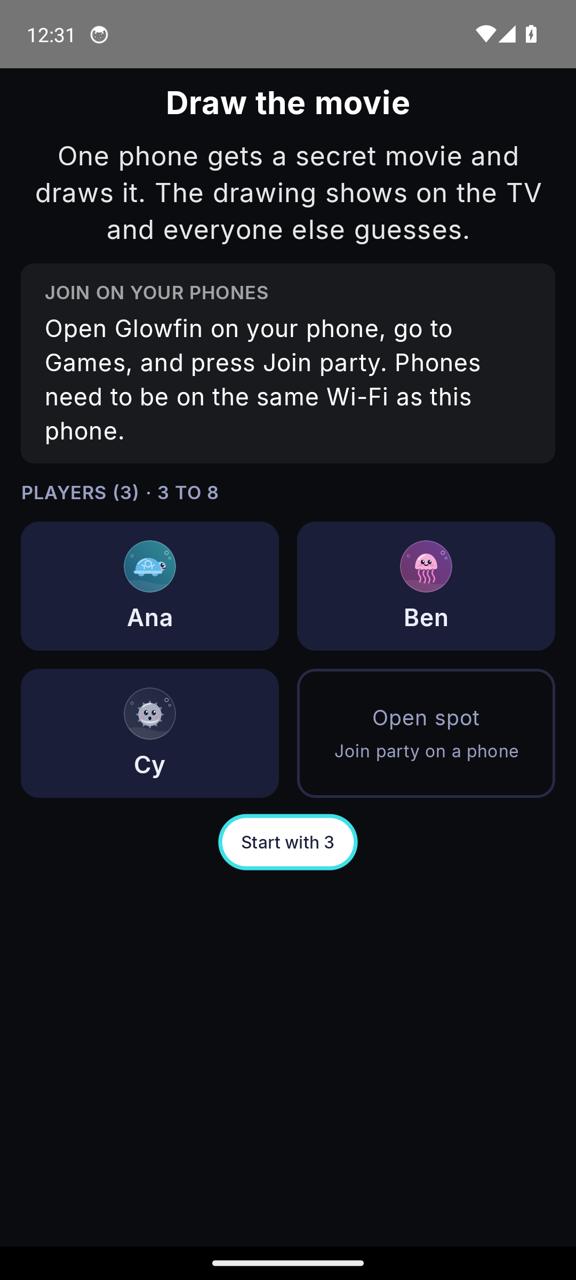 12:31
Draw the movie
One phone gets a secret movie and
draws it. The drawing shows on the TV
and everyone else guesses.
JOIN ON YOUR PHONES
Open Glowfin on your phone, go to
Games, and press Join party. Phones
need to be on the same Wi-Fi as this
phone.
PLAYERS (3) · 3 TO 8
Ana
Ben
Cy
Open spot
Join party on a phone
Start with 3